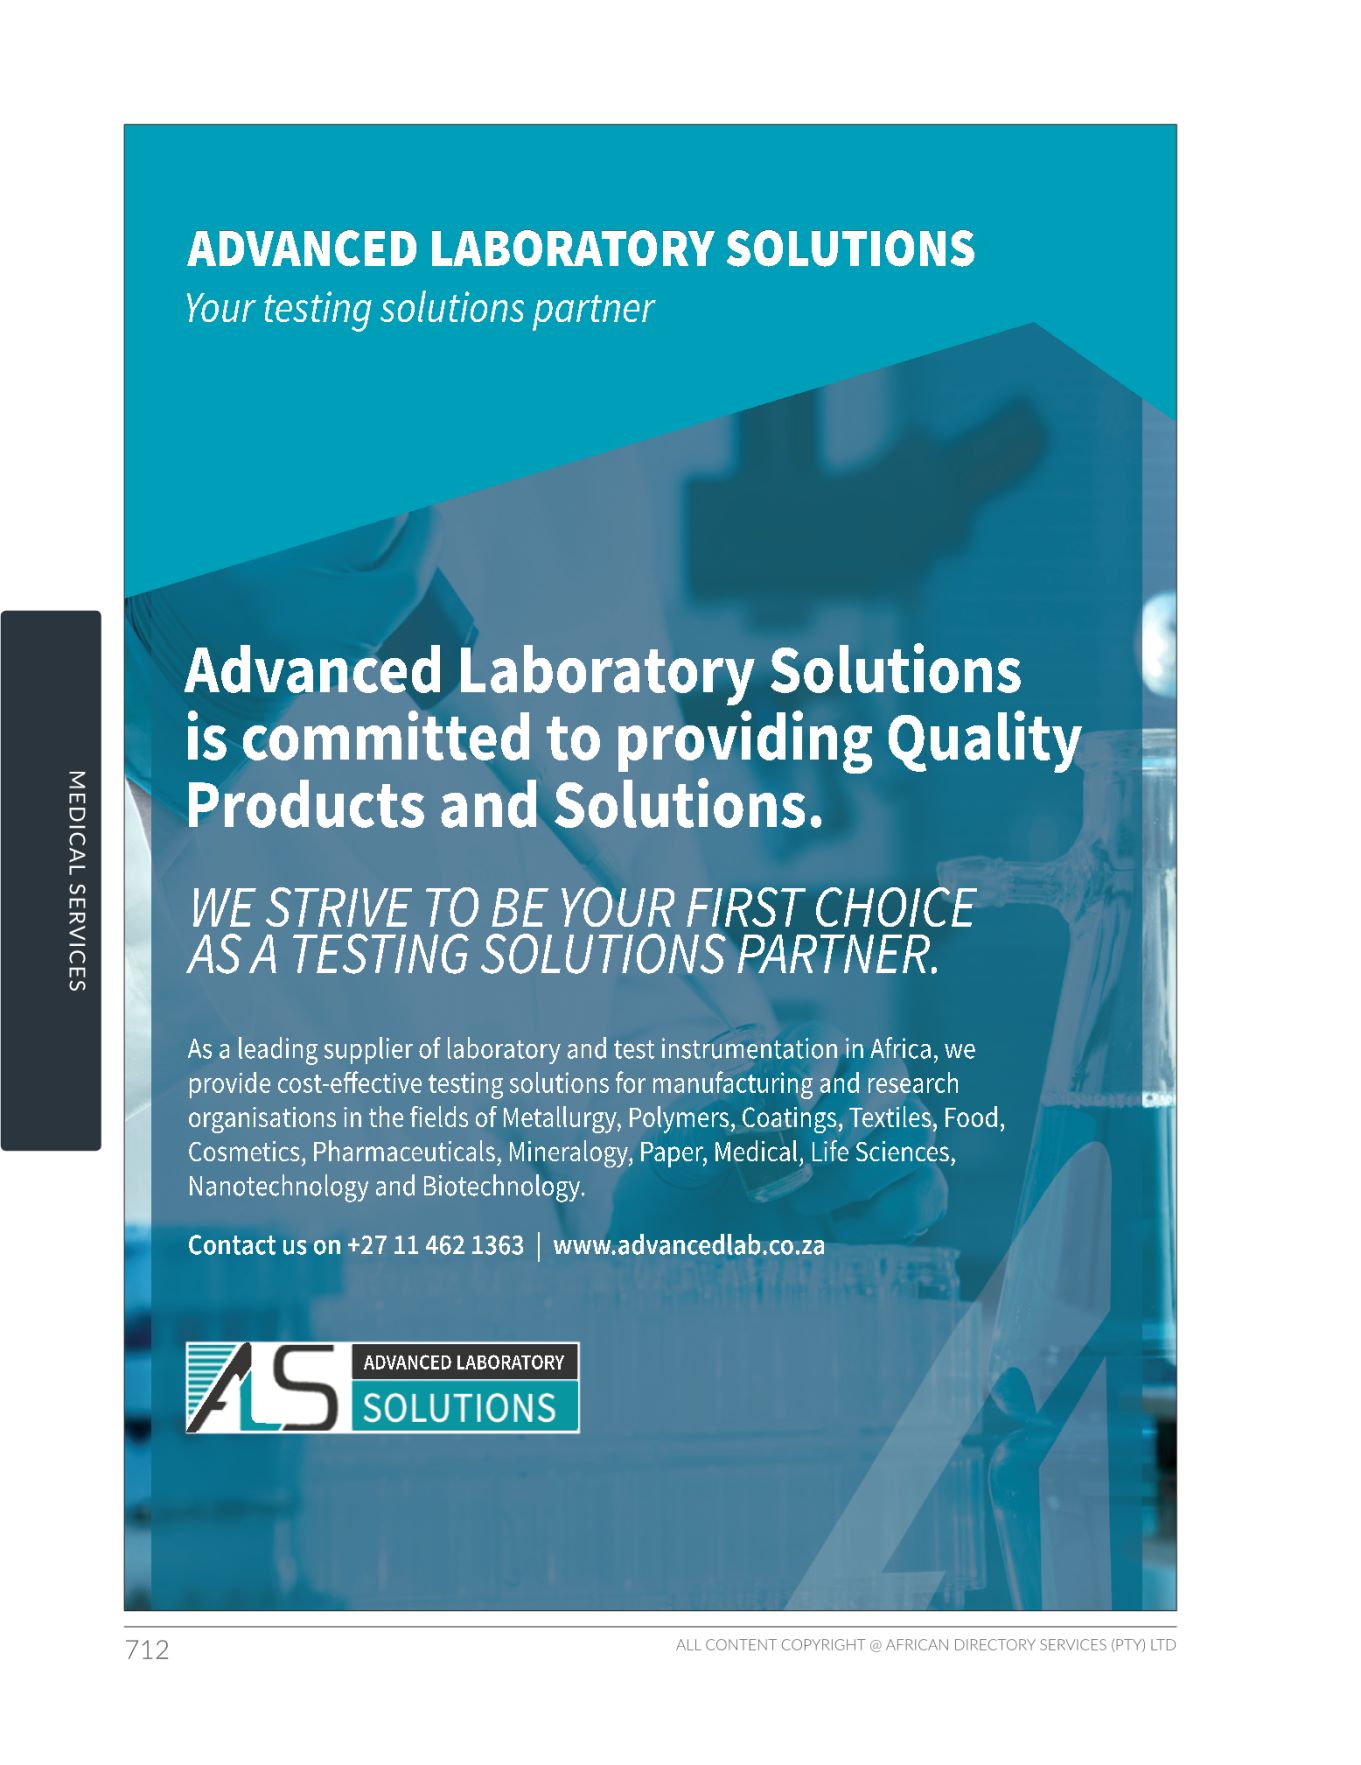 ADVANCED LABORATORY SOLUTIONS
Your testing solutions partner
Advanced Laboratory Solutions
is committed to providing Quality
Products and Solutions.
WE STRIVE TO BE YOUR FIRST CHOICE
AS A TESTING SOLUTIONS PARTNER.
As a leading supplier of laboratory and test instrumentation in Africa, we
provide cost-effective testing solutions for manufacturing and research
organisations in the fields of Metallurgy, Polymers, Coatings, Textiles, Food,
Cosmetics, Pharmaceuticals, Mineralogy, Paper, Medical, Life Sciences,
Nanotechnology and Biotechnology.
Contact us on +27 11 462 1363 | www.advancedlab.co.za
ALS
ADVANCED LABORATORY
SOLUTIONS
MEDICAL SERVICES
712
ALL CONTENT COPYRIGHT @ AFRICAN DIRECTORY SERVICES (PTY) LTD